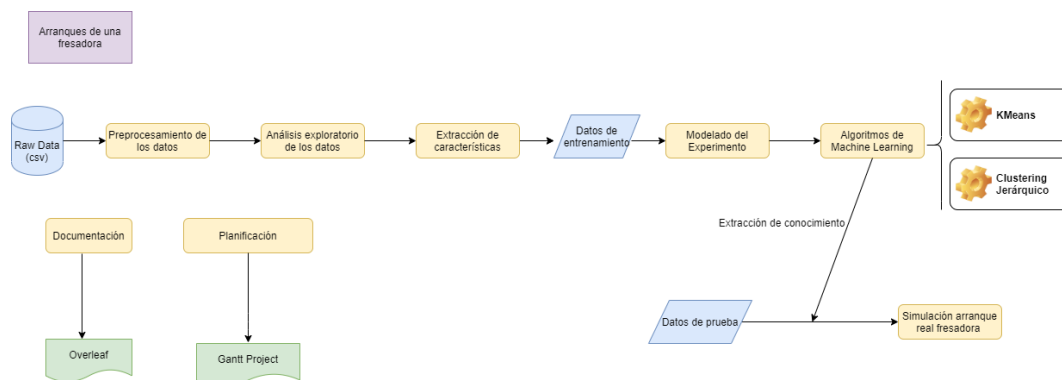 Arranques de una
fresadora
Raw Data
(csv)
Preprocesamiento de
los datos
Análisis exploratorio
de los datos
Extracción de
características
Datos de
entrenamiento
Modelado del
Experimento
Algoritmos de
Machine Learning
KMeans
Clustering
Jerárquico
Documentación
Planificación
Extracción de conocimiento
Datos de prueba
Simulación arranque
real fresadora
Overleaf
Gantt Project